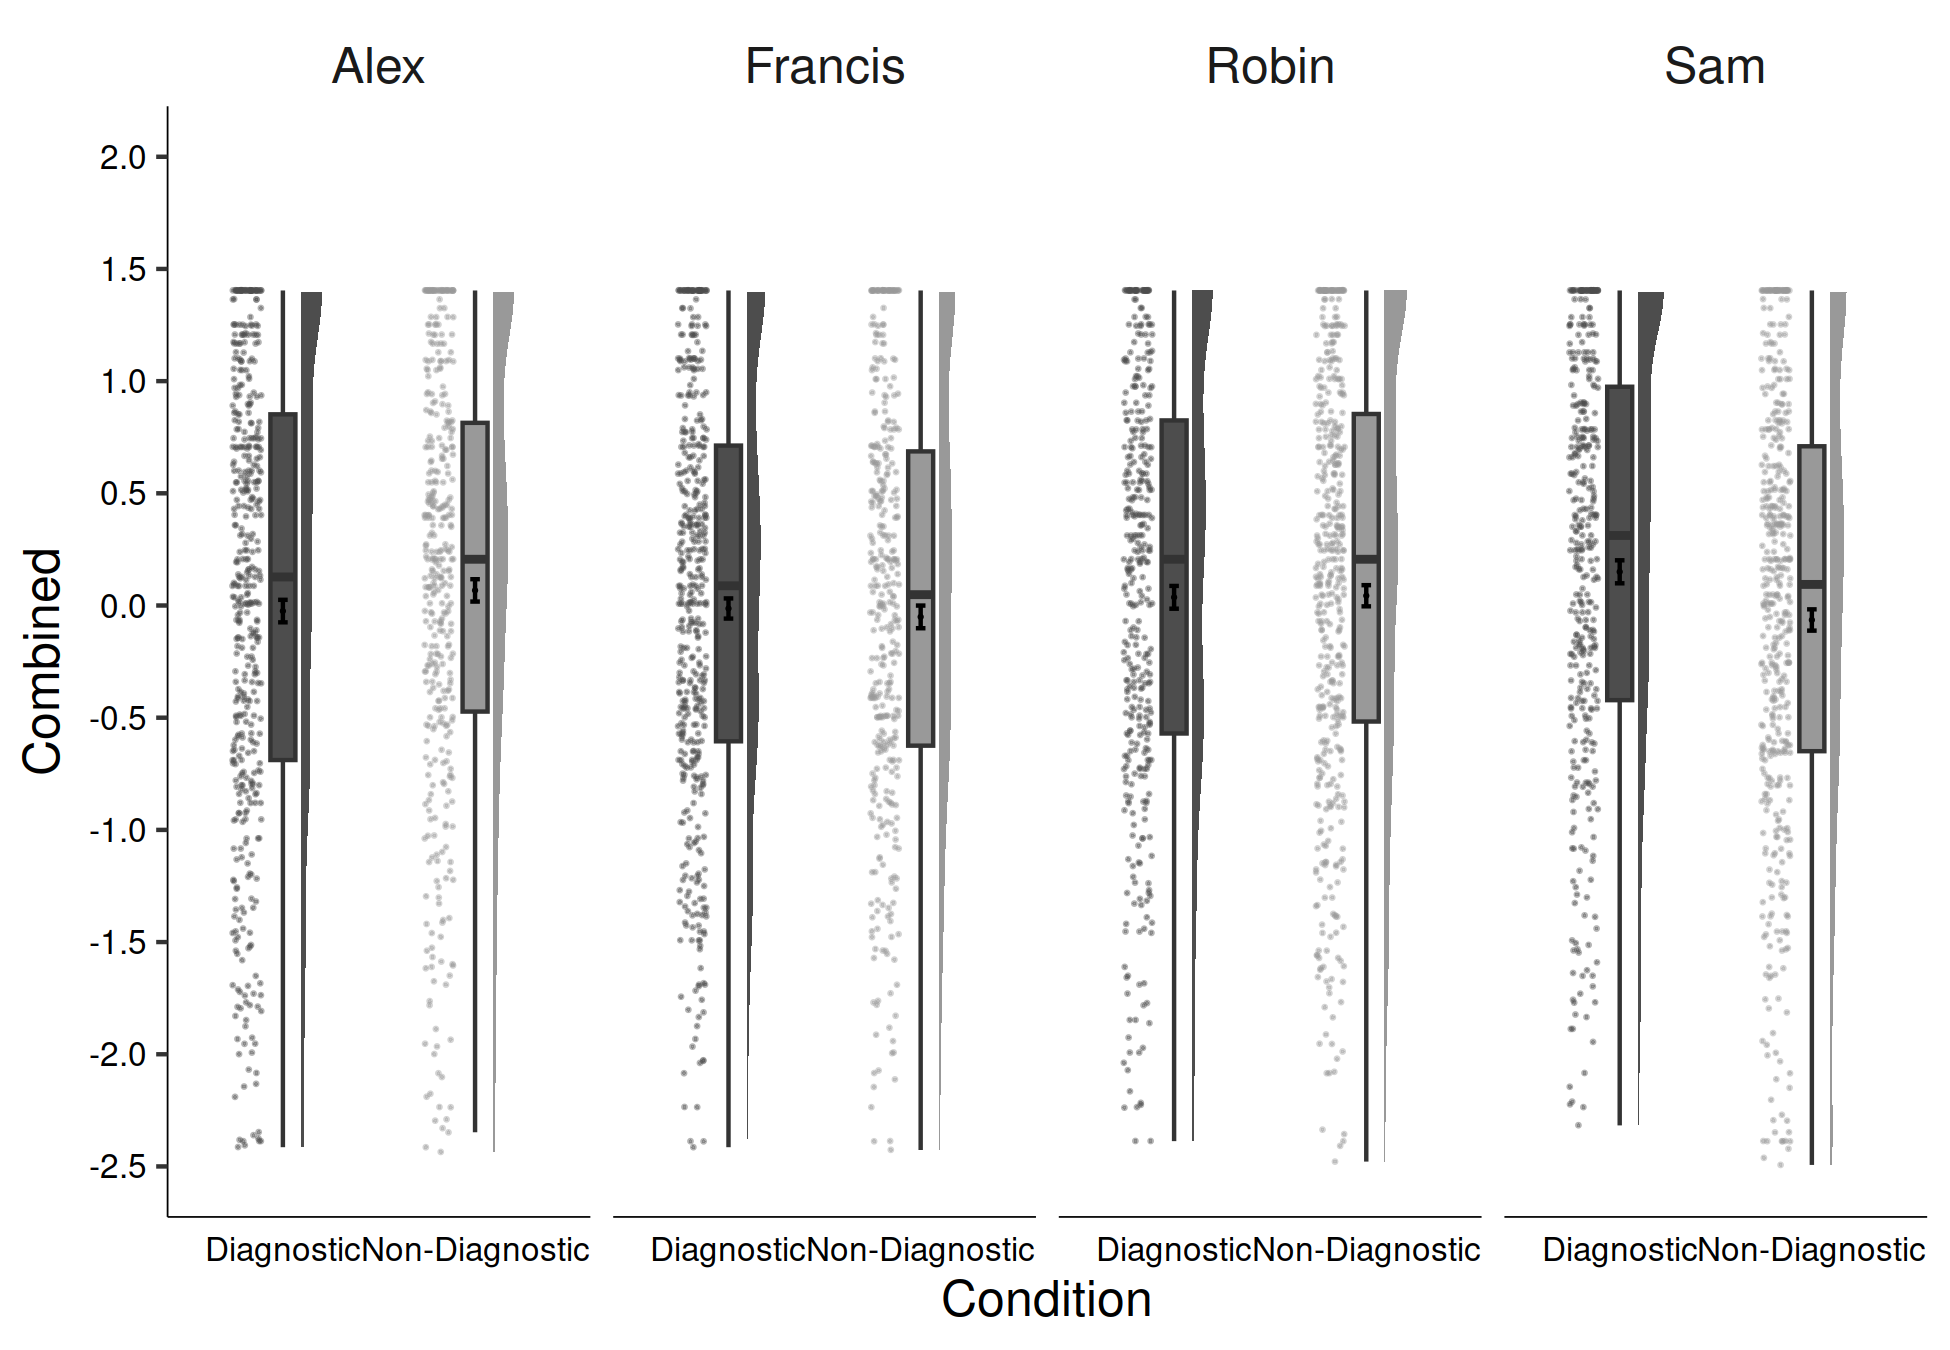 Alex Francis Robin Sam
2.0
1.5
1.0
0.5
0.0
-0.5
-1.0
-1.5
-2.0
-2.5
Combined
DiagnosticNon-Diagnostic DiagnosticNon-Diagnostic DiagnosticNon-Diagnostic DiagnosticNon-Diagnostic
Condition